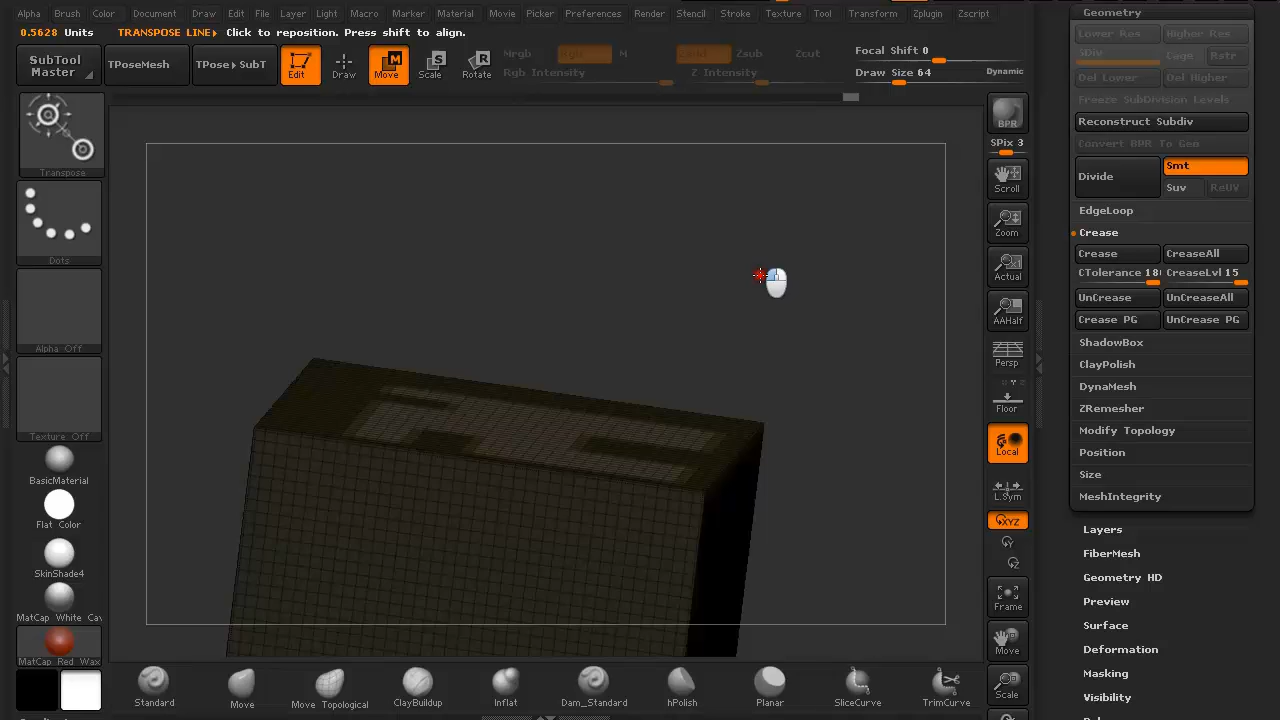 Alpha Brush Color Document Draw Edit File Layer Light Macro Marker Material Movie Picker Preferences Render Stencil Stroke Texture Tool Transform Zplugin Zscript
0.5628 Units TRANSPOSE LINE Click to reposition. Press shift to align.
SubTool Master
TPoseMesh
TPose SubT
Edit
Draw
Move
Scale
Rotate
Mrgb Rgb M
Rgb Intensity
Zadd Zsub Zcut
Z Intensity
Focal Shift 0
Draw Size 64
Dynamic
Transpose
Dots
Alpha Off
Texture Off
BasicMaterial
Flat Color
SkinShade4
MatCap White Cav
MatCap Red Wax
BPR
SPix 3
Scroll
Zoom
Actual
AAHalf
Persp
Floor
Local
L.Sym
XYZ
Y
Z
Frame
Move
Scale
Standard
Move
Move Topological
ClayBuildup
Inflat
Dam_Standard
hPolish
Planar
SliceCurve
TrimCurve
Geometry
Lower Res Higher Res
SDiv Cage Rstr
Del Lower Del Higher
Freeze SubDivision Levels
Reconstruct Subdiv
Convert BPR To Geo
Divide
Smt
Suv ReUV
EdgeLoop
Crease
Crease CreaseAll
CTolerance 18 CreaseLvl 15
UnCrease UnCreaseAll
Crease PG UnCrease PG
ShadowBox
ClayPolish
DynaMesh
ZRemesher
Modify Topology
Position
Size
MeshIntegrity
Layers
FiberMesh
Geometry HD
Preview
Surface
Deformation
Masking
Visibility